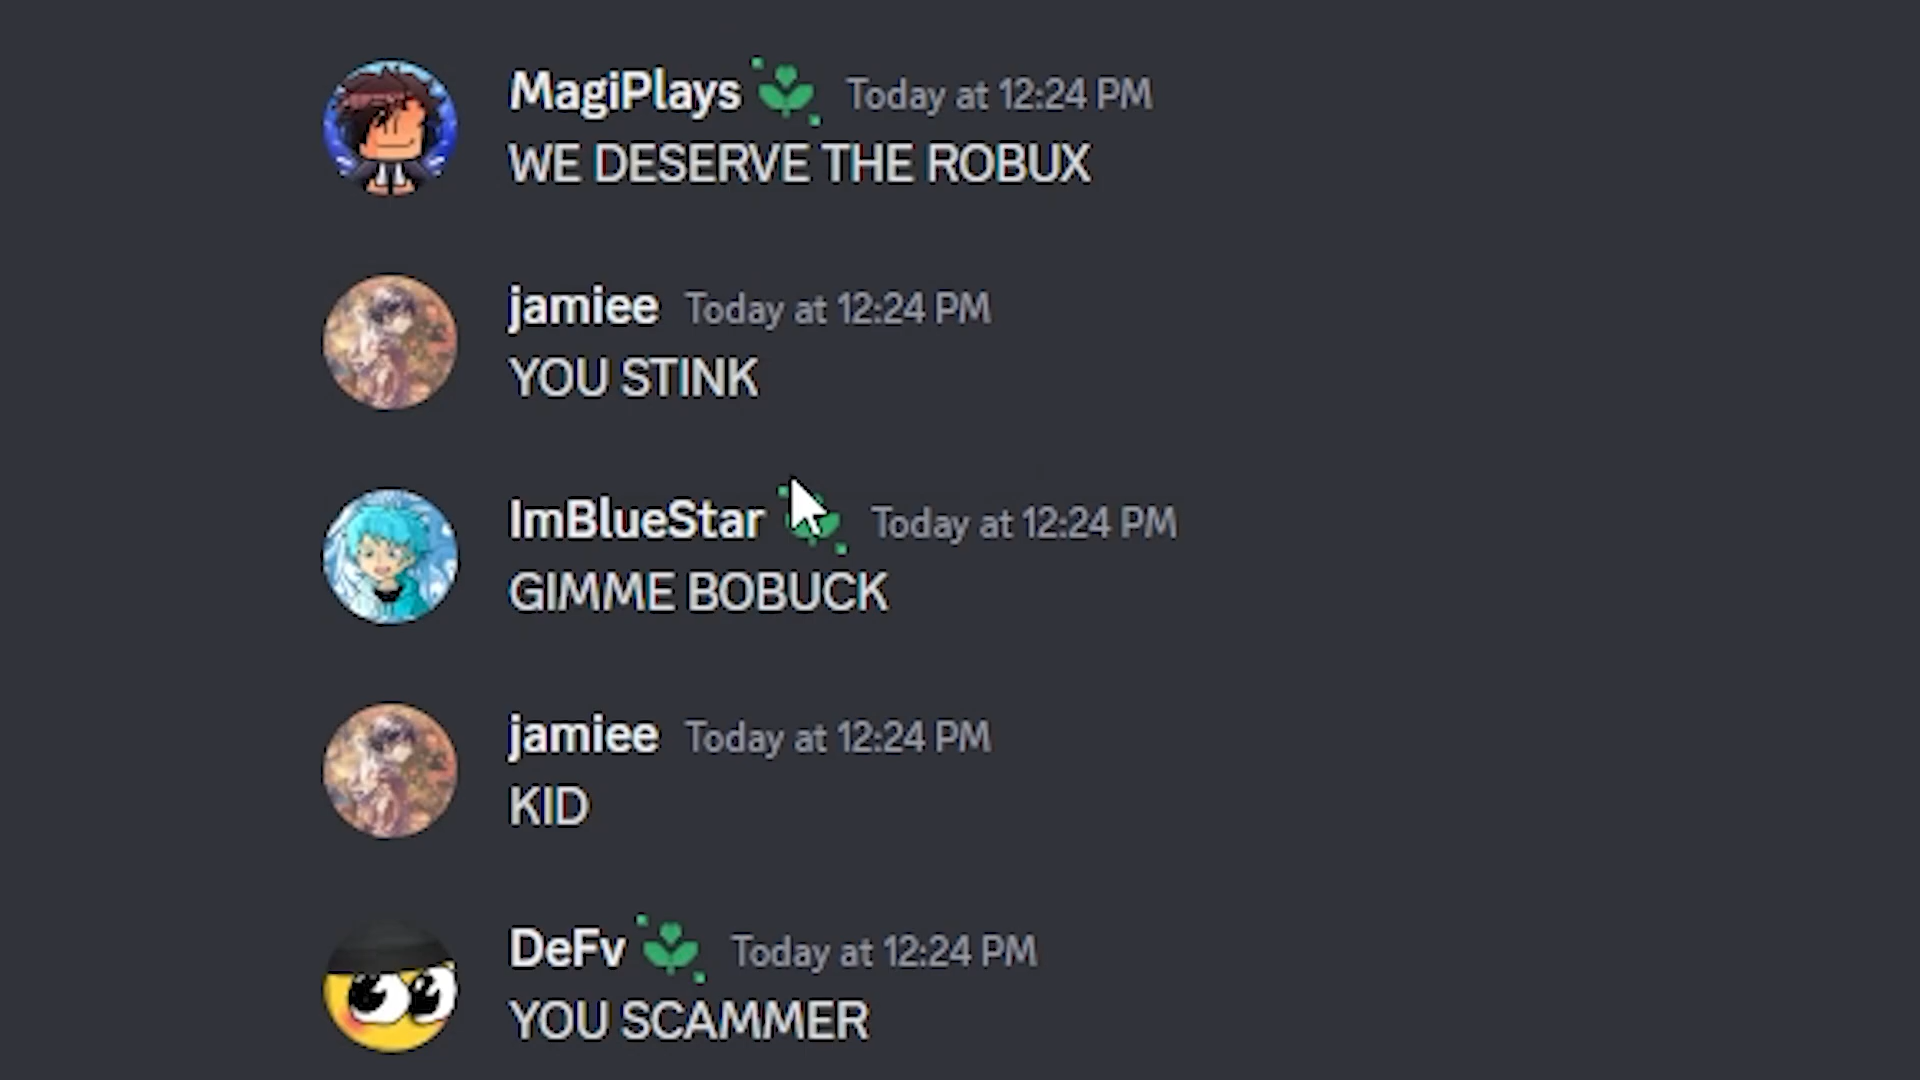 MagiPlays Today at 12:24 PM
WE DESERVE THE ROBUX
jamiee Today at 12:24 PM
YOU STINK
ImBlueStar Today at 12:24 PM
GIMME BOBUCK
jamiee Today at 12:24 PM
KID
DeFv Today at 12:24 PM
YOU SCAMMER